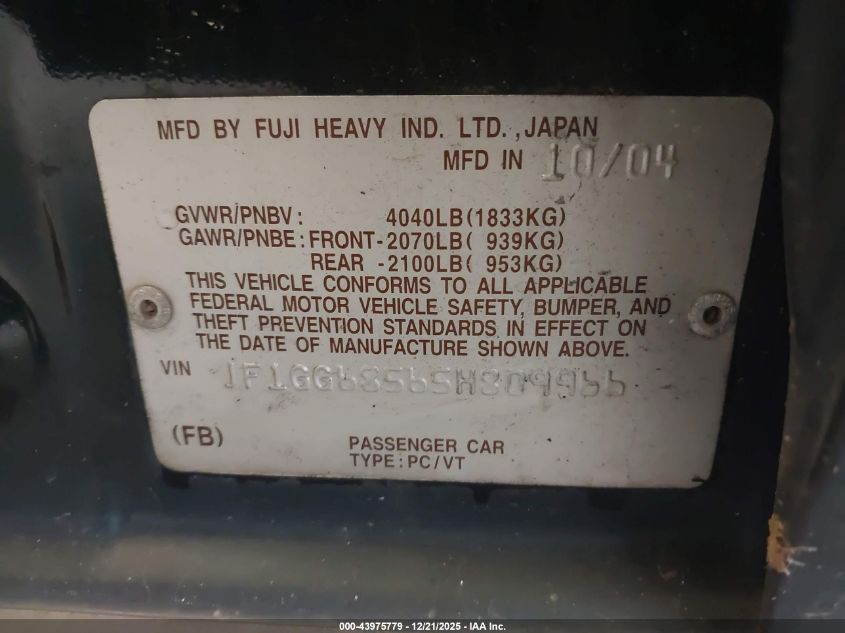 MFD BY FUJI HEAVY IND. LTD., JAPAN
MFD IN 10/04
GVWR/PNBV: 4040LB(1833KG)
GAWR/PNBE: FRONT-2070LB( 939KG)
REAR -2100LB( 953KG)
THIS VEHICLE CONFORMS TO ALL APPLICABLE
FEDERAL MOTOR VEHICLE SAFETY, BUMPER, AND
THEFT PREVENTION STANDARDS IN EFFECT ON
THE DATE OF MANUFACTURE SHOWN ABOVE.
VIN JF1GG68565H809966
(FB)
PASSENGER CAR
TYPE: PC/VT
000-43975779 - 12/21/2025 - IAA Inc.